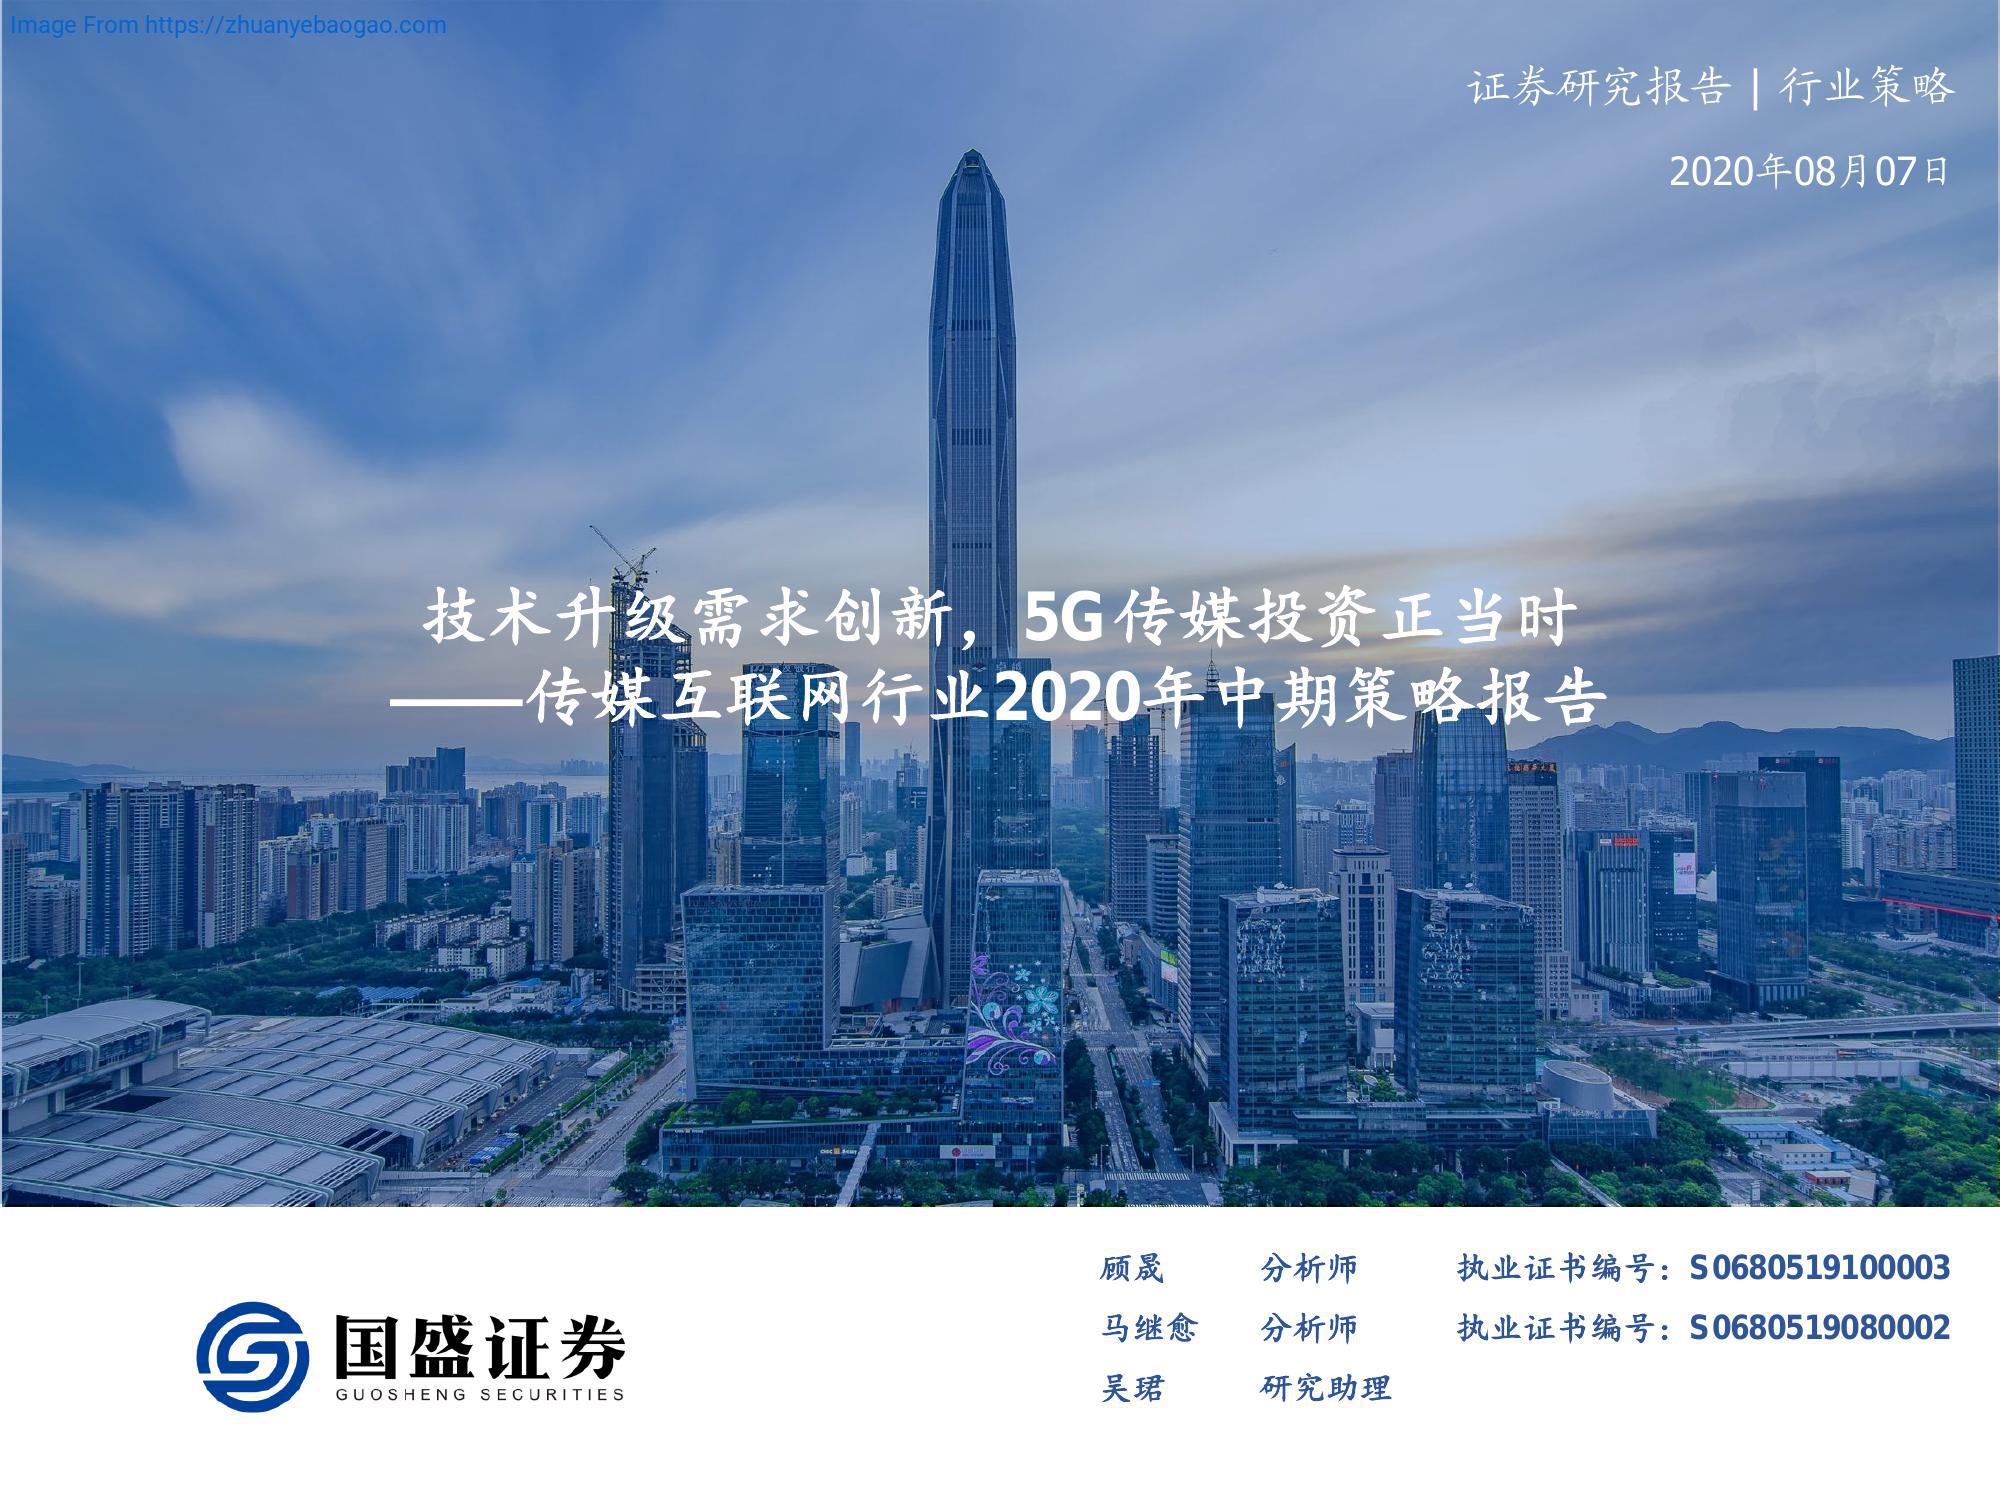 Image From https://zhuanyebaogao.com
证券研究报告 | 行业策略
2020年08月07日
技术升级需求创新，5G传媒投资正当时
——传媒互联网行业2020年中期策略报告
顾晟 分析师 执业证书编号：S0680519100003
马继愈 分析师 执业证书编号：S0680519080002
吴珺 研究助理
国盛证券
GUOSHENG SECURITIES